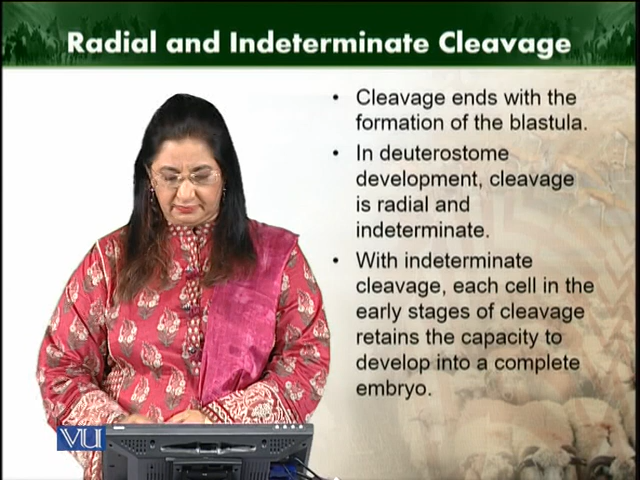 Radial and Indeterminate Cleavage
• Cleavage ends with the
formation of the blastula.
• In deuterostome
development, cleavage
is radial and
indeterminate.
• With indeterminate
cleavage, each cell in the
early stages of cleavage
retains the capacity to
develop into a complete
embryo.
VU